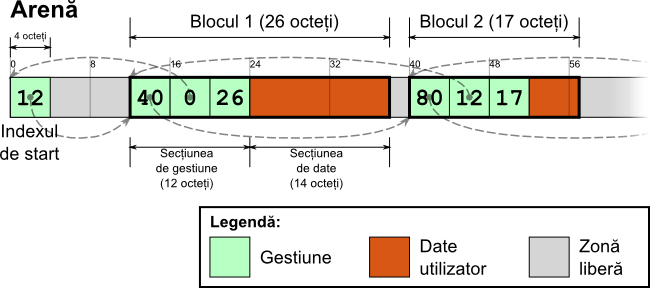 Arenă
Blocul 1 (26 octeți)
Blocul 2 (17 octeți)
4 octeți
0 8 16 24 32 40 48 56
12 40 0 26 80 12 17
Indexul
de start
Secțiunea
de gestiune
(12 octeți)
Secțiunea
de date
(14 octeți)
Legendă:
Gestiune
Date
utilizator
Zonă
liberă